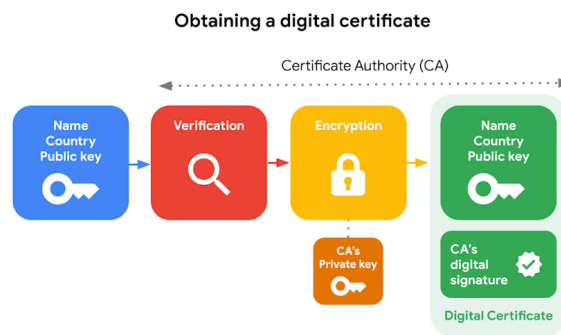 Obtaining a digital certificate
Certificate Authority (CA)
Name
Country
Public key
Verification
Encryption
Name
Country
Public key
CA's
Private key
CA's
digital
signature
Digital Certificate